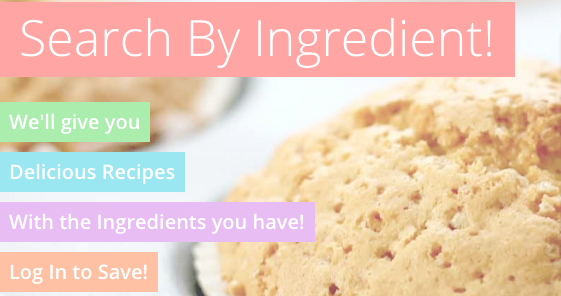 Search By Ingredient!
We'll give you
Delicious Recipes
With the Ingredients you have!
Log In to Save!